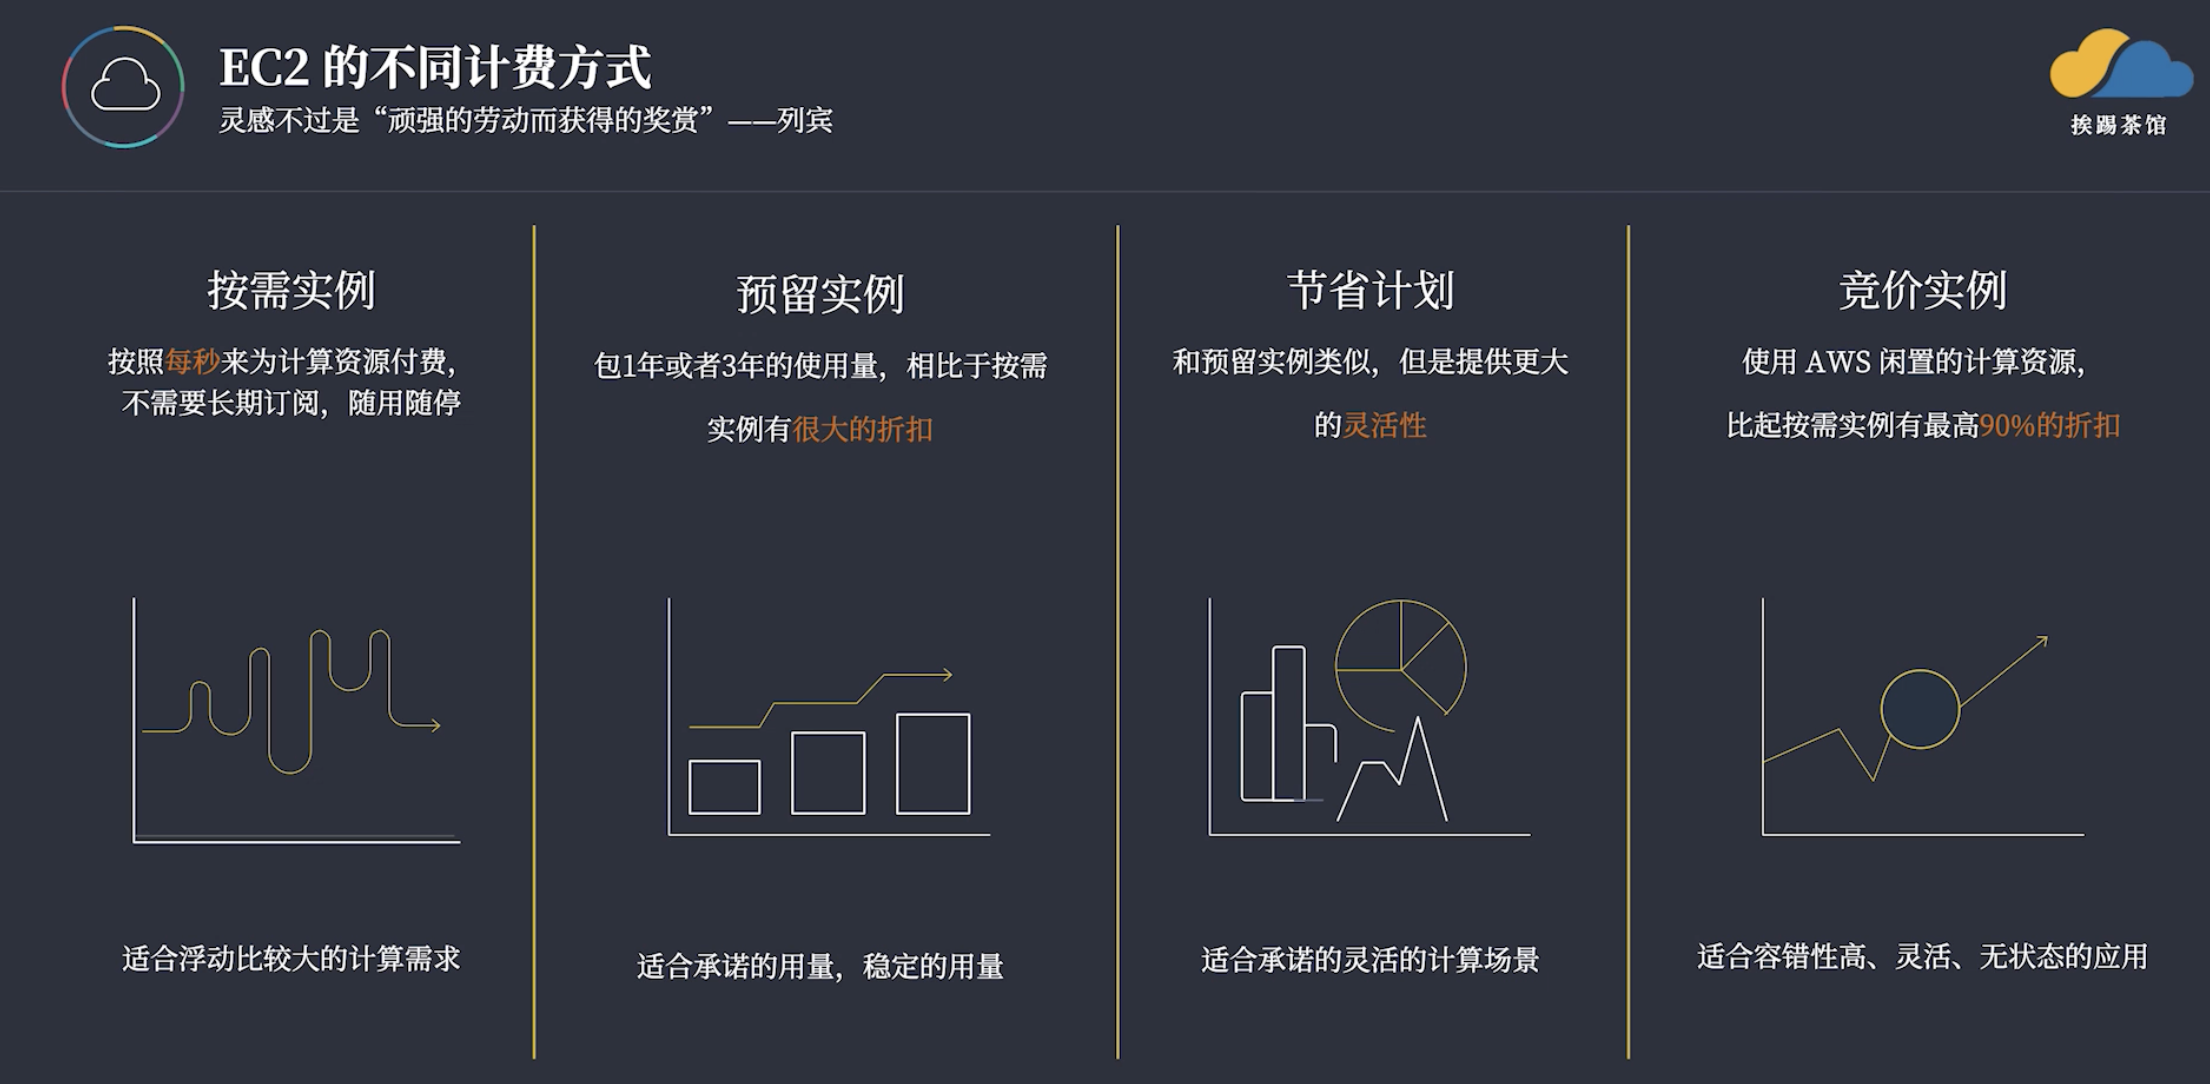 EC2 的不同计费方式
灵感不过是“顽强的劳动而获得的奖赏”——列宾
挨踢茶馆
按需实例
按照每秒来为计算资源付费，
不需要长期订阅，随用随停
适合浮动比较大的计算需求
预留实例
包1年或者3年的使用量，相比于按需
实例有很大的折扣
适合承诺的用量，稳定的用量
节省计划
和预留实例类似，但是提供更大
的灵活性
适合承诺的灵活的计算场景
竞价实例
使用 AWS 闲置的计算资源，
比起按需实例有最高90%的折扣
适合容错性高、灵活、无状态的应用